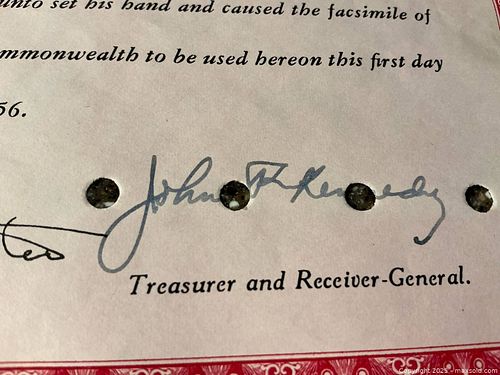 unto set his hand and caused the facsimile of
mmonwealth to be used hereon this first day
56.
John F Kennedy
Treasurer and Receiver-General.
Copyright 2025 - maxsold.com